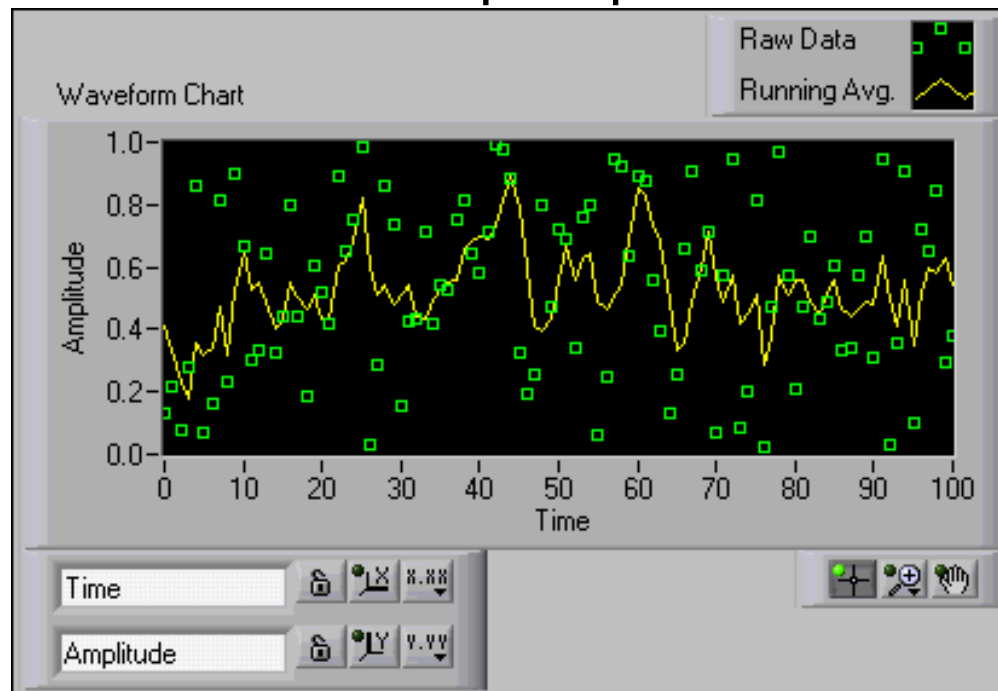 Raw Data
Running Avg.
Waveform Chart
1.0
0.8
0.6
0.4
0.2
0.0
Amplitude
0 10 20 30 40 50 60 70 80 90 100
Time
Time X X.XX
Amplitude Y Y.YY